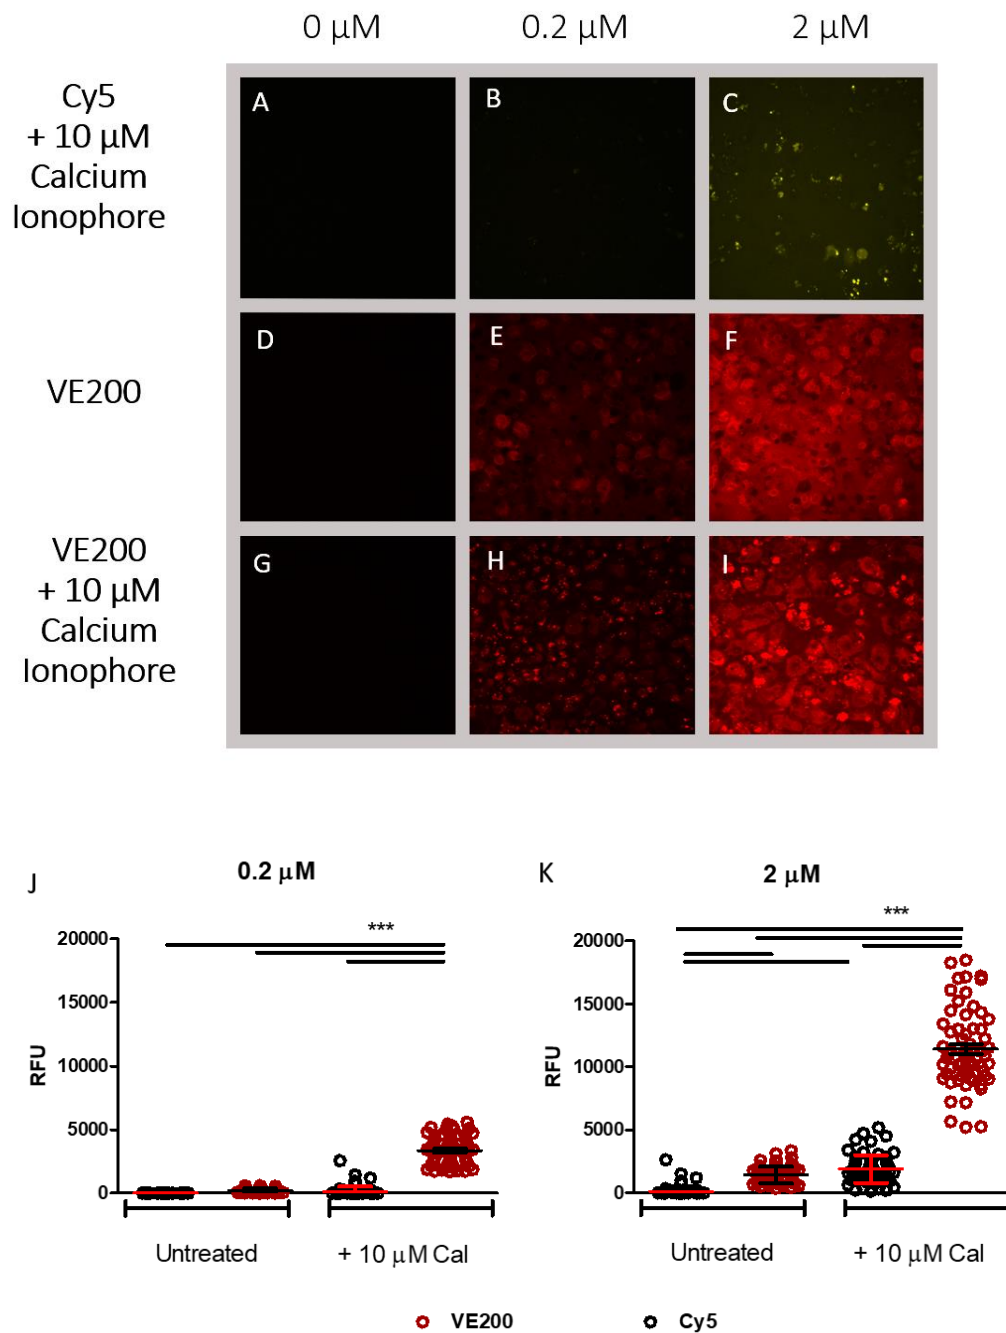 0 μM 0.2 μM 2 μM
Cy5
+ 10 μM
Calcium
Ionophore
A B C
VE200
D E F
VE200
+ 10 μM
Calcium
Ionophore
G H I
J 0.2 μM
***
20000
15000
10000
5000
0
RFU
Untreated + 10 μM Cal
K 2 μM
***
20000
15000
10000
5000
0
RFU
Untreated + 10 μM Cal
VE200 Cy5